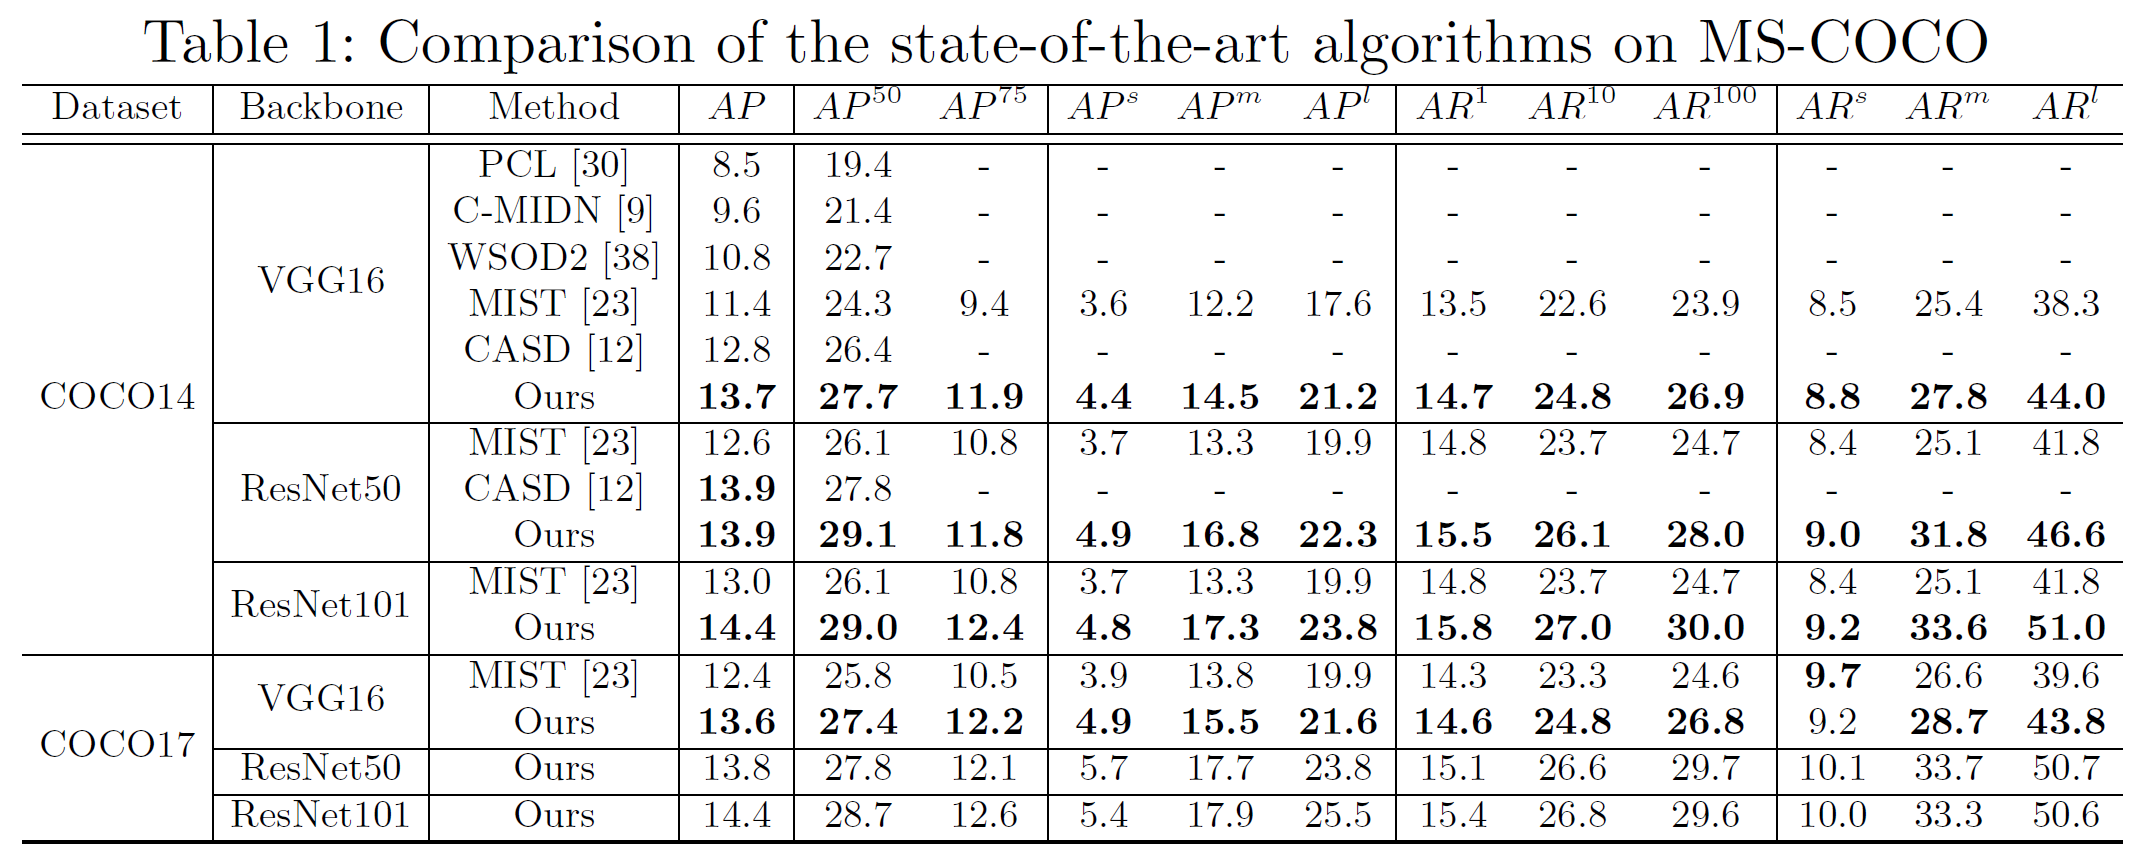 Table 1: Comparison of the state-of-the-art algorithms on MS-COCO
Dataset Backbone Method AP AP^50 AP^75 AP^s AP^m AP^l AR^1 AR^10 AR^100 AR^s AR^m AR^l
COCO14 VGG16 PCL [30] 8.5 19.4 - - - - - - - - - -
C-MIDN [9] 9.6 21.4 - - - - - - - - - -
WSOD2 [38] 10.8 22.7 - - - - - - - - - -
MIST [23] 11.4 24.3 9.4 3.6 12.2 17.6 13.5 22.6 23.9 8.5 25.4 38.3
CASD [12] 12.8 26.4 - - - - - - - - - -
Ours 13.7 27.7 11.9 4.4 14.5 21.2 14.7 24.8 26.9 8.8 27.8 44.0
ResNet50 MIST [23] 12.6 26.1 10.8 3.7 13.3 19.9 14.8 23.7 24.7 8.4 25.1 41.8
CASD [12] 13.9 27.8 - - - - - - - - - -
Ours 13.9 29.1 11.8 4.9 16.8 22.3 15.5 26.1 28.0 9.0 31.8 46.6
ResNet101 MIST [23] 13.0 26.1 10.8 3.7 13.3 19.9 14.8 23.7 24.7 8.4 25.1 41.8
Ours 14.4 29.0 12.4 4.8 17.3 23.8 15.8 27.0 30.0 9.2 33.6 51.0
COCO17 VGG16 MIST [23] 12.4 25.8 10.5 3.9 13.8 19.9 14.3 23.3 24.6 9.7 26.6 39.6
Ours 13.6 27.4 12.2 4.9 15.5 21.6 14.6 24.8 26.8 9.2 28.7 43.8
ResNet50 Ours 13.8 27.8 12.1 5.7 17.7 23.8 15.1 26.6 29.7 10.1 33.7 50.7
ResNet101 Ours 14.4 28.7 12.6 5.4 17.9 25.5 15.4 26.8 29.6 10.0 33.3 50.6